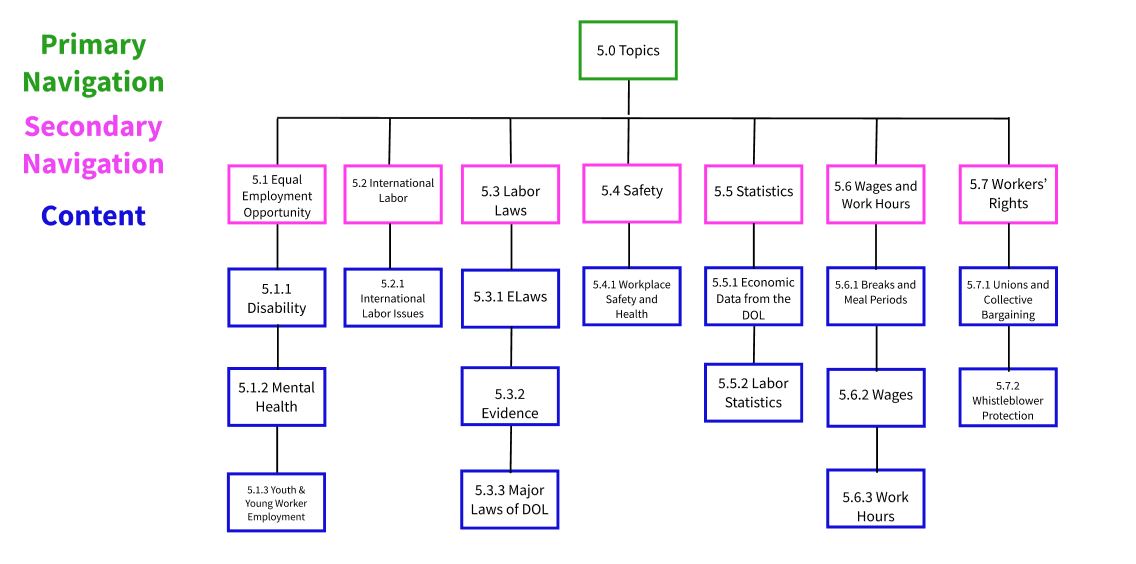 Primary
Navigation
Secondary
Navigation
Content
5.0 Topics
5.1 Equal
Employment
Opportunity
5.2 International
Labor
5.3 Labor
Laws
5.4 Safety
5.5 Statistics
5.6 Wages and
Work Hours
5.7 Workers’
Rights
5.1.1
Disability
5.2.1
International
Labor Issues
5.3.1 ELaws
5.4.1 Workplace
Safety and
Health
5.5.1 Economic
Data from the
DOL
5.6.1 Breaks and
Meal Periods
5.7.1 Unions and
Collective
Bargaining
5.1.2 Mental
Health
5.3.2
Evidence
5.5.2 Labor
Statistics
5.6.2 Wages
5.7.2
Whistleblower
Protection
5.1.3 Youth &
Young Worker
Employment
5.3.3 Major
Laws of DOL
5.6.3 Work
Hours